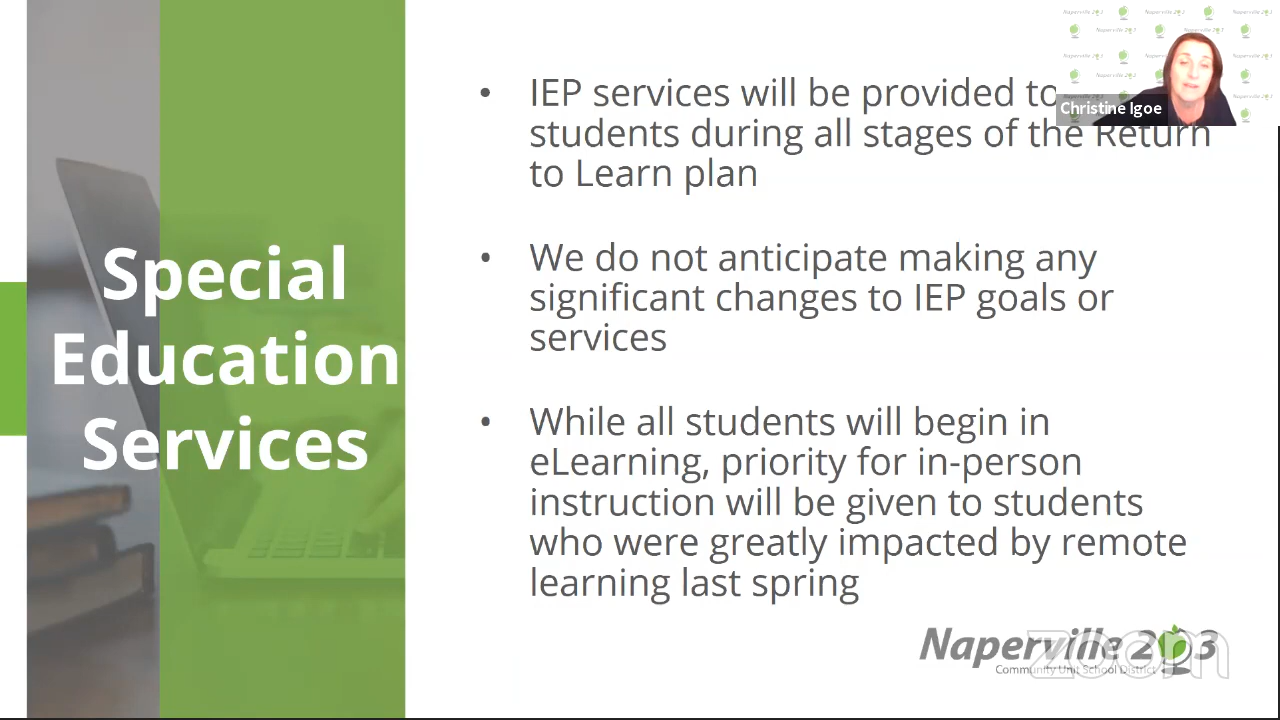 Christine Igoe
Special
Education
Services
• IEP services will be provided to
students during all stages of the Return
to Learn plan
• We do not anticipate making any
significant changes to IEP goals or
services
• While all students will begin in
eLearning, priority for in-person
instruction will be given to students
who were greatly impacted by remote
learning last spring
Naperville 203
Community Unit School District
zoom